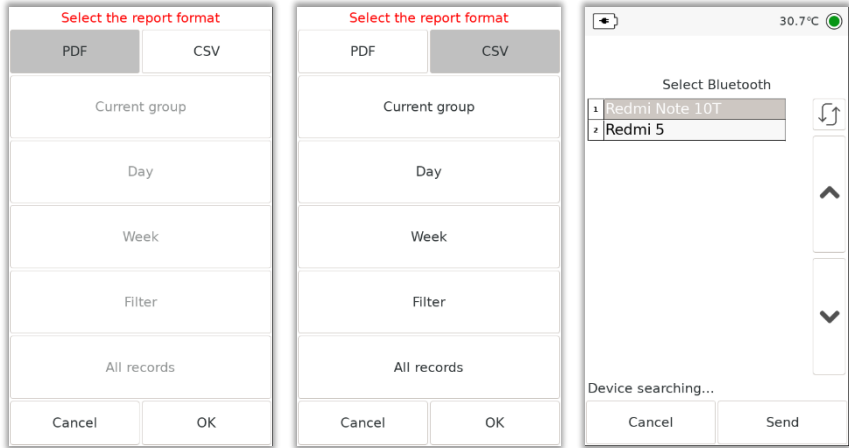 Select the report format
PDF CSV
Current group
Day
Week
Filter
All records
Cancel OK
Select the report format
PDF CSV
Current group
Day
Week
Filter
All records
Cancel OK
30.7°C
Select Bluetooth
1 Redmi Note 10T
2 Redmi 5
Device searching...
Cancel Send